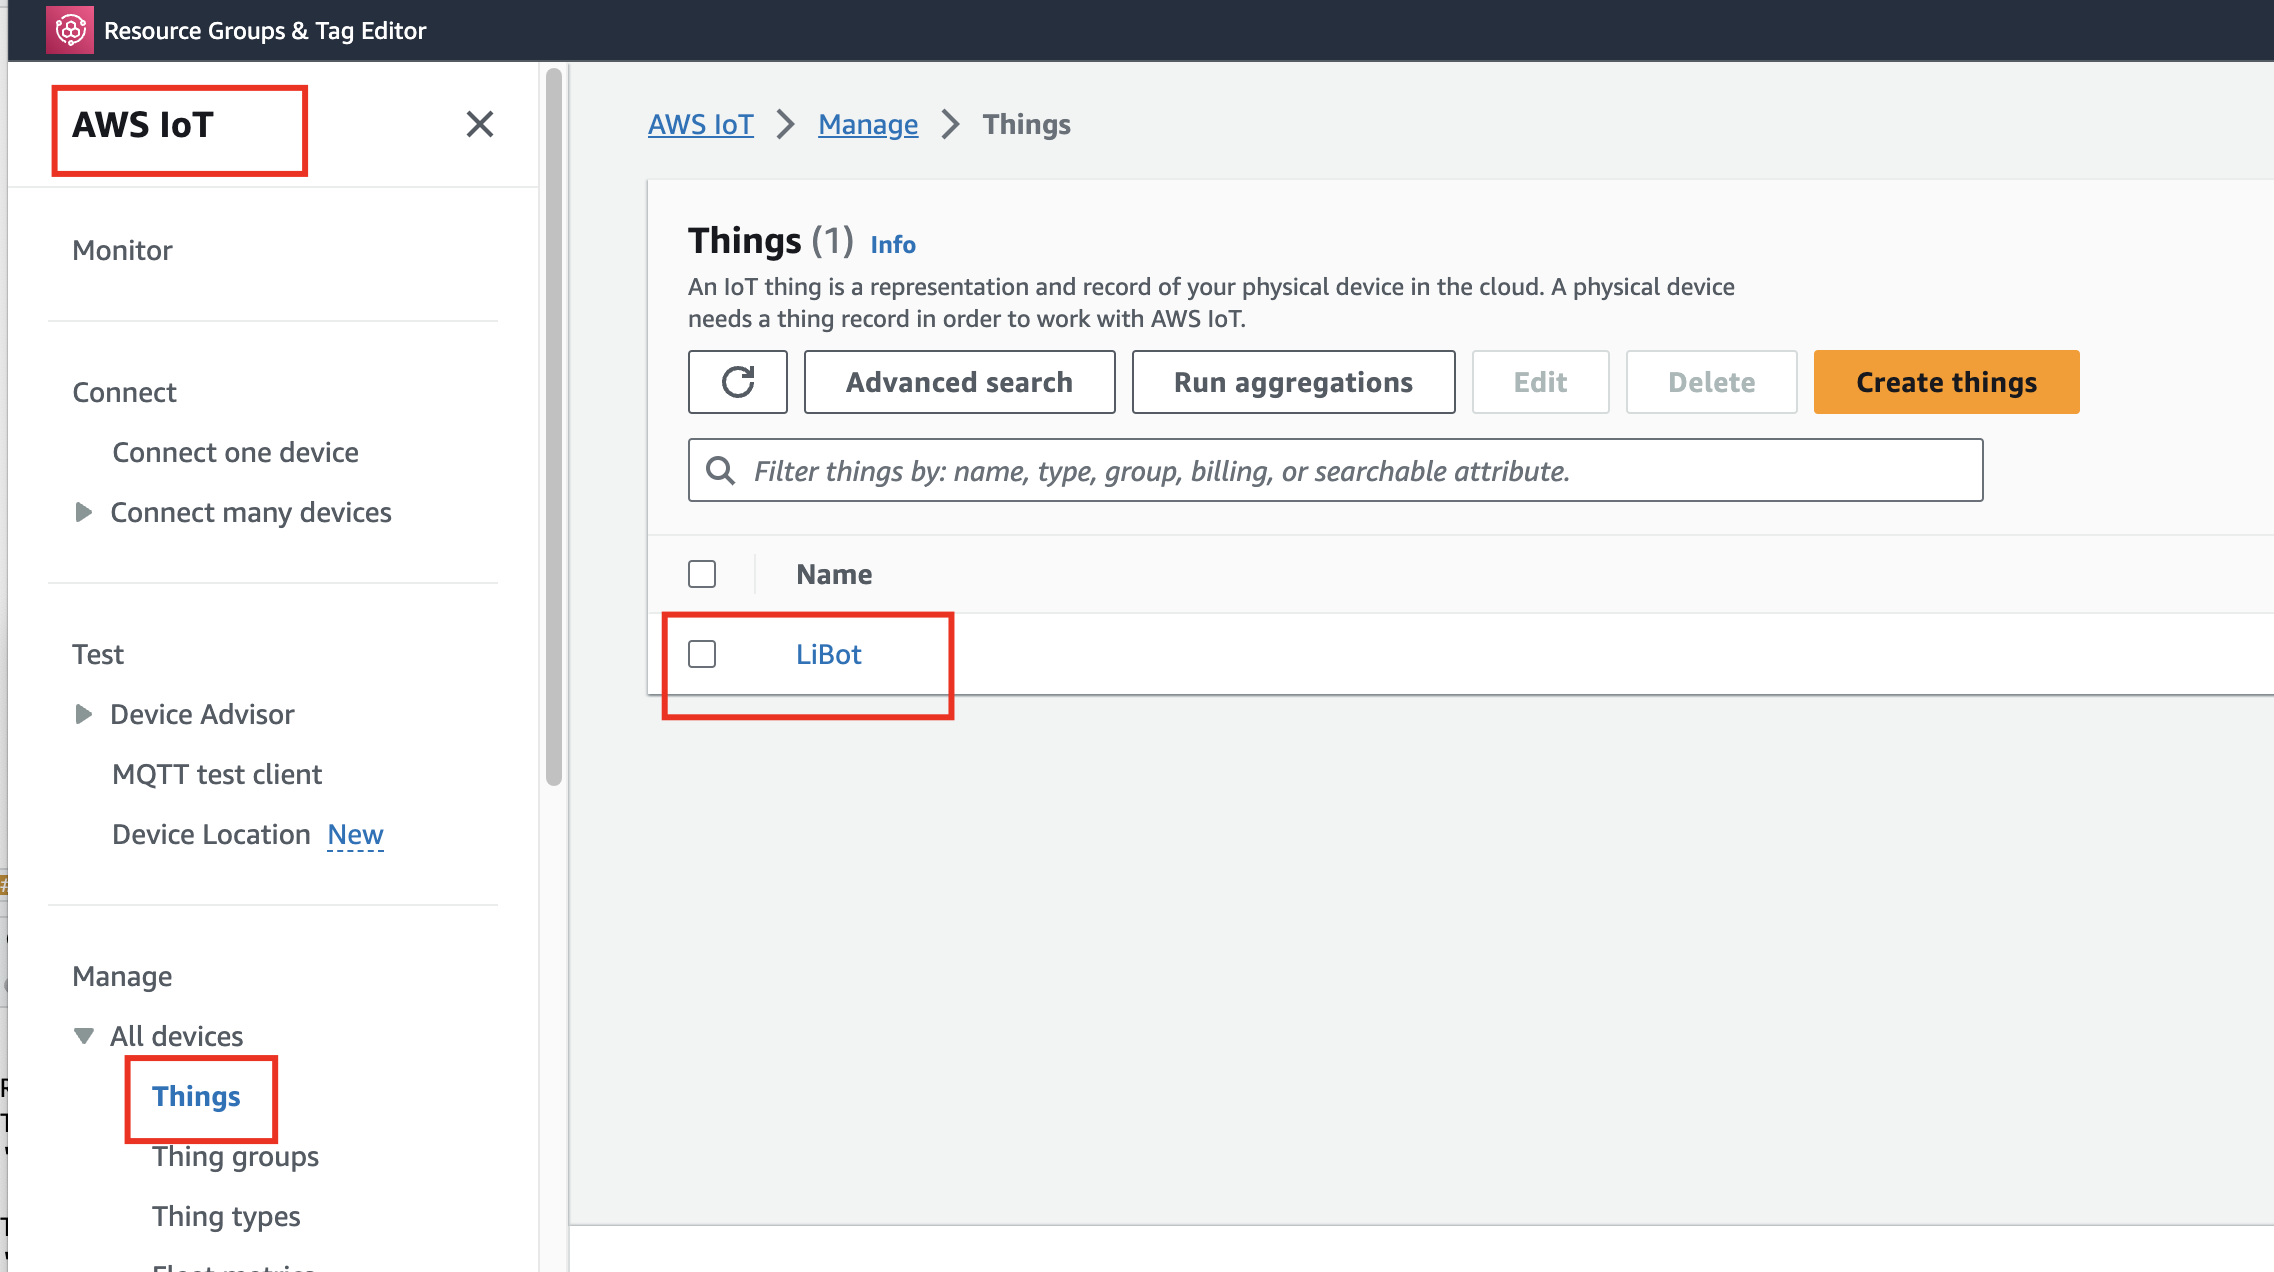 Resource Groups & Tag Editor
AWS IoT
Monitor
Connect
Connect one device
Connect many devices
Test
Device Advisor
MQTT test client
Device Location New
Manage
All devices
Things
Thing groups
Thing types
AWS IoT > Manage > Things
Things (1) Info
An IoT thing is a representation and record of your physical device in the cloud. A physical device
needs a thing record in order to work with AWS IoT.
Advanced search Run aggregations Edit Delete Create things
Filter things by: name, type, group, billing, or searchable attribute.
Name
LiBot